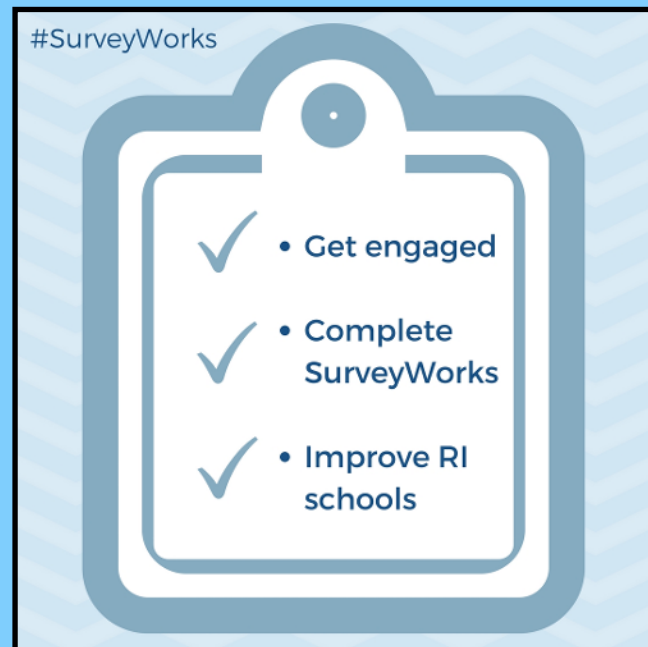 #SurveyWorks
• Get engaged
• Complete
SurveyWorks
• Improve RI
schools